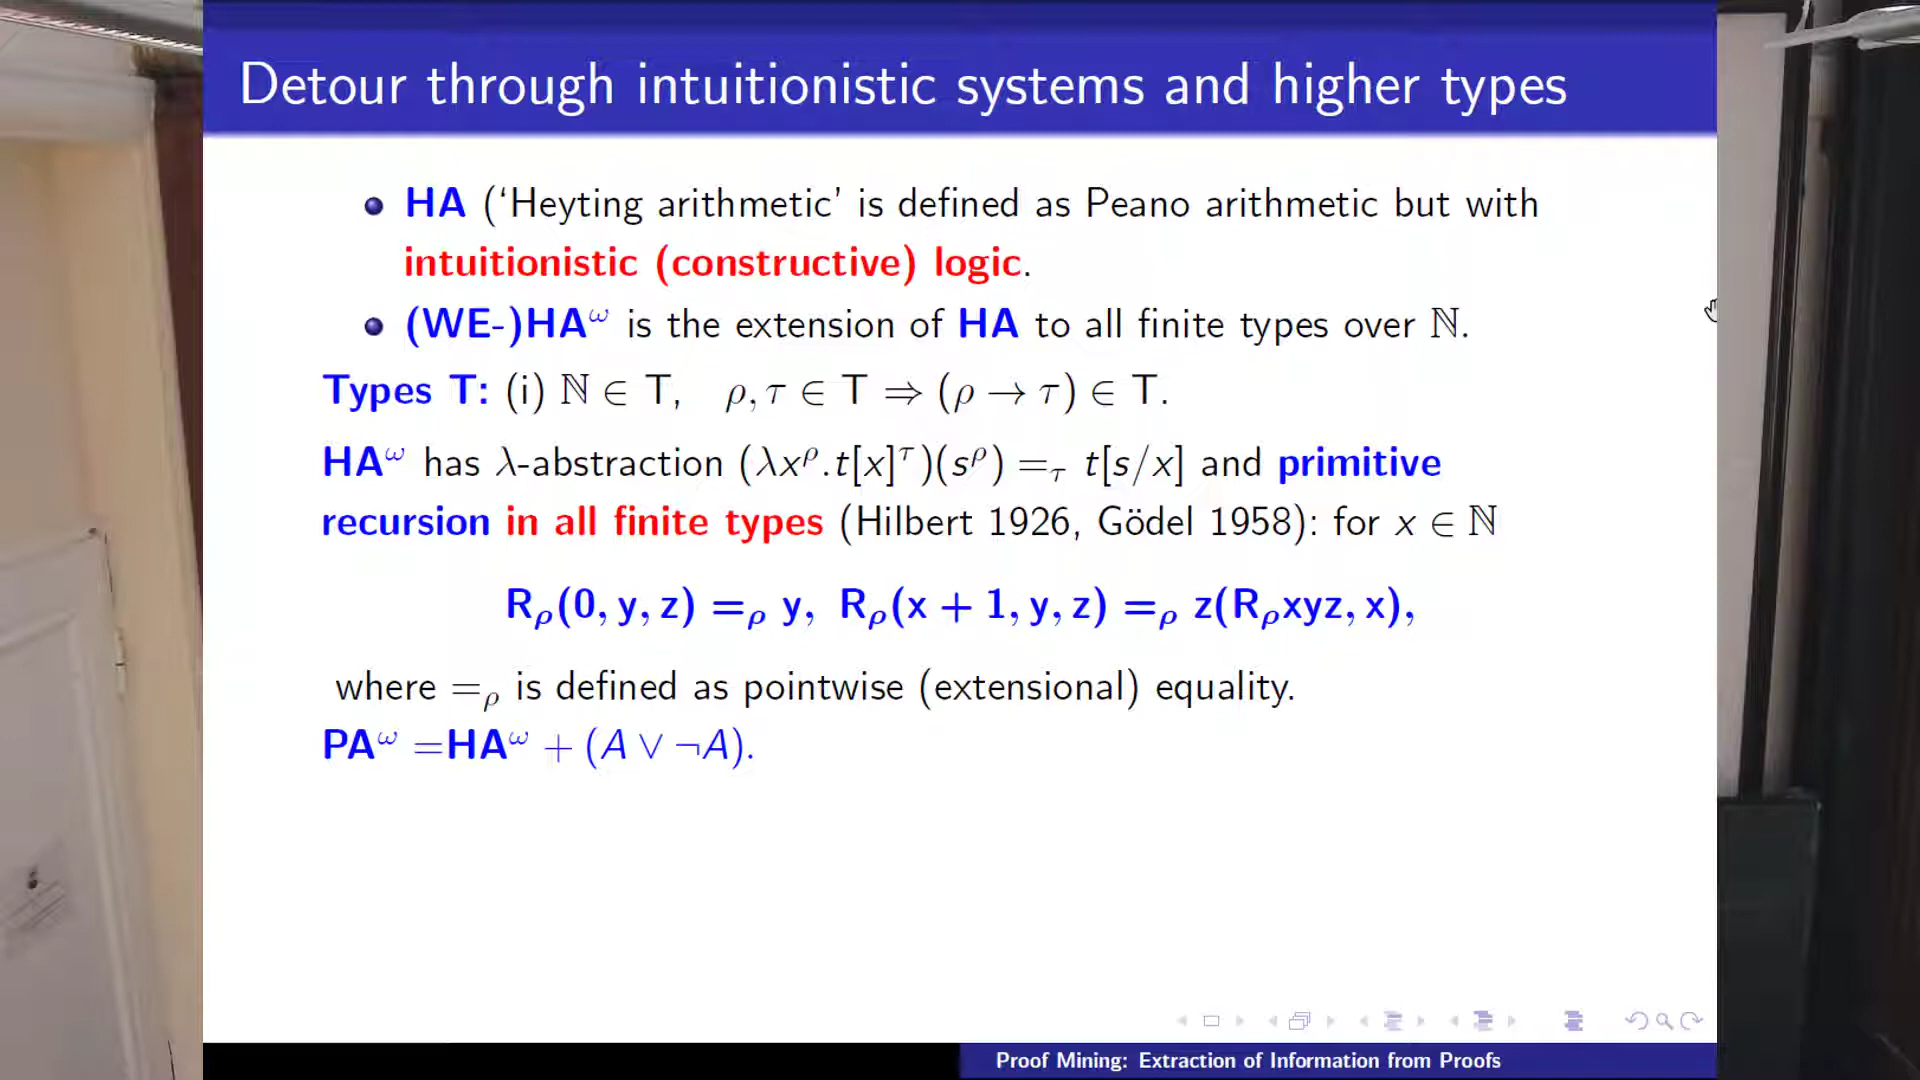 Detour through intuitionistic systems and higher types
HA (‘Heyting arithmetic’ is defined as Peano arithmetic but with
intuitionistic (constructive) logic.
(WE-)HA^ω is the extension of HA to all finite types over ℕ.
Types T: (i) ℕ ∈ T, ρ, τ ∈ T ⇒ (ρ → τ) ∈ T.
HA^ω has λ-abstraction (λx^ρ.t[x]^τ)(s^ρ) =_τ t[s/x] and primitive
recursion in all finite types (Hilbert 1926, Gödel 1958): for x ∈ ℕ
R_ρ(0, y, z) =_ρ y, R_ρ(x + 1, y, z) =_ρ z(R_ρxyz, x),
where =_ρ is defined as pointwise (extensional) equality.
PA^ω =HA^ω + (A ∨ ¬A).
Proof Mining: Extraction of Information from Proofs